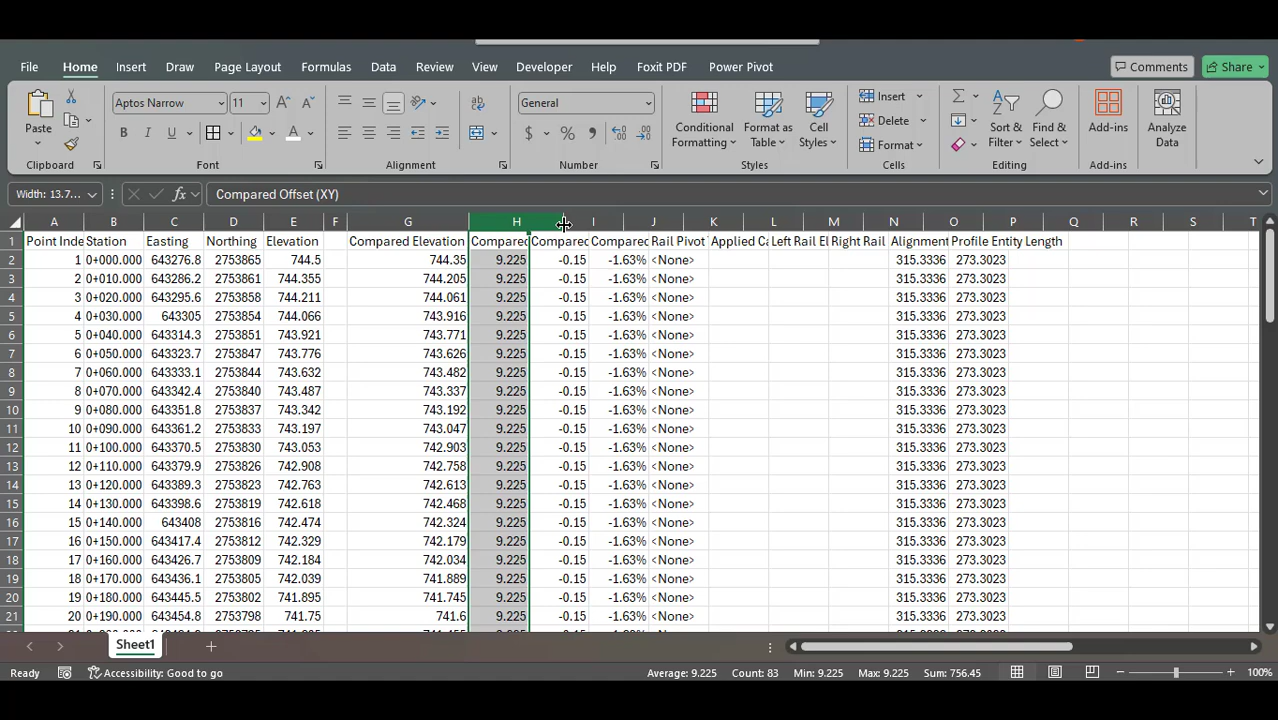 File Home Insert Draw Page Layout Formulas Data Review View Developer Help Foxit PDF Power Pivot Comments Share
Aptos Narrow 11 General Insert Σ
Paste Conditional Formatting Format as Table Cell Styles Delete Sort & Filter Find & Select Add-ins Analyze Data
B I U A $ % Format
Clipboard Font Alignment Number Styles Cells Editing Add-ins
Width: 13.7... fx Compared Offset (XY)
A B C D E F G H I J K L M N O P Q R S T
1 Point Inde Station Easting Northing Elevation Compared Elevation Compared Compared Compared Rail Pivot Applied Ca Left Rail El Right Rail Alignment Profile Entity Length
2 1 0+000.000 643276.8 2753865 744.5 744.35 9.225 -0.15 -1.63% <None> 315.3336 273.3023
3 2 0+010.000 643286.2 2753861 744.355 744.205 9.225 -0.15 -1.63% <None> 315.3336 273.3023
4 3 0+020.000 643295.6 2753858 744.211 744.061 9.225 -0.15 -1.63% <None> 315.3336 273.3023
5 4 0+030.000 643305 2753854 744.066 743.916 9.225 -0.15 -1.63% <None> 315.3336 273.3023
6 5 0+040.000 643314.3 2753851 743.921 743.771 9.225 -0.15 -1.63% <None> 315.3336 273.3023
7 6 0+050.000 643323.7 2753847 743.776 743.626 9.225 -0.15 -1.63% <None> 315.3336 273.3023
8 7 0+060.000 643333.1 2753844 743.632 743.482 9.225 -0.15 -1.63% <None> 315.3336 273.3023
9 8 0+070.000 643342.4 2753840 743.487 743.337 9.225 -0.15 -1.63% <None> 315.3336 273.3023
10 9 0+080.000 643351.8 2753837 743.342 743.192 9.225 -0.15 -1.63% <None> 315.3336 273.3023
11 10 0+090.000 643361.2 2753833 743.197 743.047 9.225 -0.15 -1.63% <None> 315.3336 273.3023
12 11 0+100.000 643370.5 2753830 743.053 742.903 9.225 -0.15 -1.63% <None> 315.3336 273.3023
13 12 0+110.000 643379.9 2753826 742.908 742.758 9.225 -0.15 -1.63% <None> 315.3336 273.3023
14 13 0+120.000 643389.3 2753823 742.763 742.613 9.225 -0.15 -1.63% <None> 315.3336 273.3023
15 14 0+130.000 643398.6 2753819 742.618 742.468 9.225 -0.15 -1.63% <None> 315.3336 273.3023
16 15 0+140.000 643408 2753816 742.474 742.324 9.225 -0.15 -1.63% <None> 315.3336 273.3023
17 16 0+150.000 643417.4 2753812 742.329 742.179 9.225 -0.15 -1.63% <None> 315.3336 273.3023
18 17 0+160.000 643426.7 2753809 742.184 742.034 9.225 -0.15 -1.63% <None> 315.3336 273.3023
19 18 0+170.000 643436.1 2753805 742.039 741.889 9.225 -0.15 -1.63% <None> 315.3336 273.3023
20 19 0+180.000 643445.5 2753802 741.895 741.745 9.225 -0.15 -1.63% <None> 315.3336 273.3023
21 20 0+190.000 643454.8 2753798 741.75 741.6 9.225 -0.15 -1.63% <None> 315.3336 273.3023
Sheet1
Ready Accessibility: Good to go Average: 9.225 Count: 83 Min: 9.225 Max: 9.225 Sum: 756.45 100%